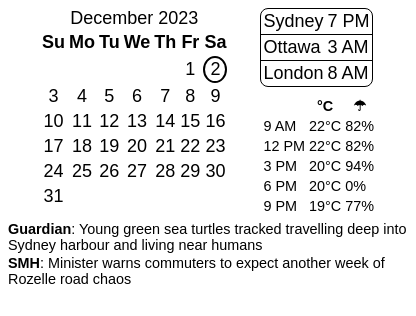 December 2023
Su Mo Tu We Th Fr Sa
1 2
3 4 5 6 7 8 9
10 11 12 13 14 15 16
17 18 19 20 21 22 23
24 25 26 27 28 29 30
31
Sydney 7 PM
Ottawa 3 AM
London 8 AM
°C ☂
9 AM 22°C 82%
12 PM 22°C 82%
3 PM 20°C 94%
6 PM 20°C 0%
9 PM 19°C 77%
Guardian: Young green sea turtles tracked travelling deep into
Sydney harbour and living near humans
SMH: Minister warns commuters to expect another week of
Rozelle road chaos